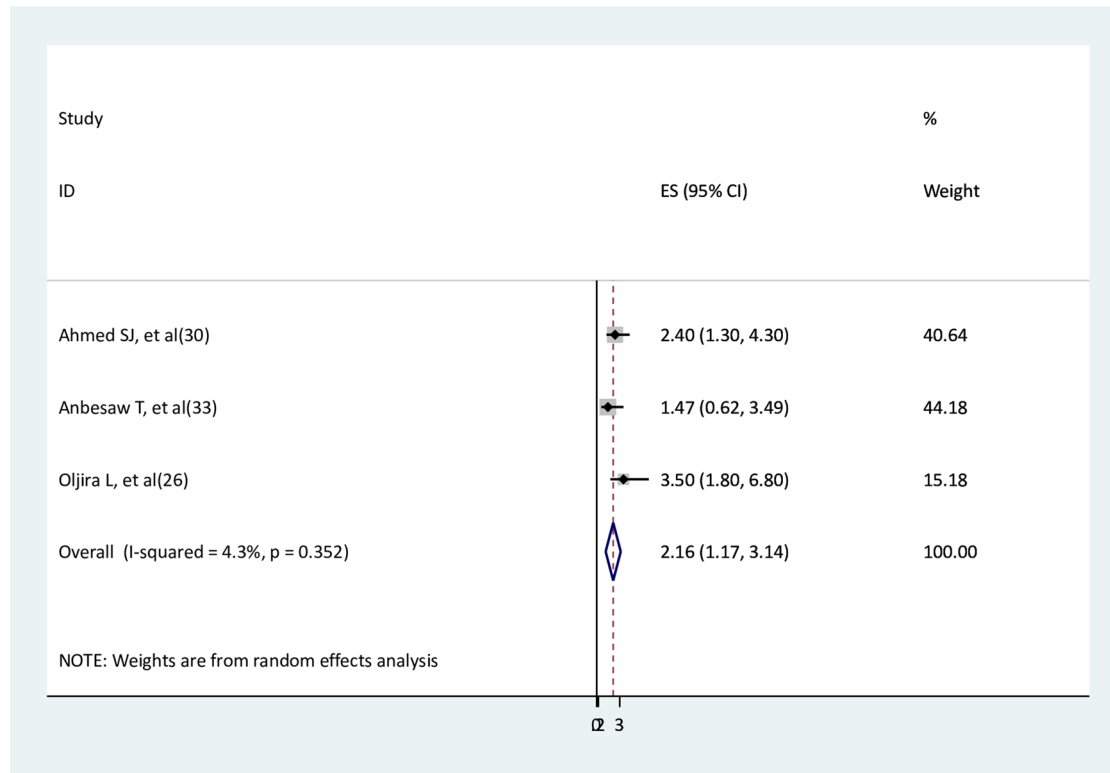 Study %
ID ES (95% CI) Weight
Ahmed SJ, et al(30) 2.40 (1.30, 4.30) 40.64
Anbesaw T, et al(33) 1.47 (0.62, 3.49) 44.18
Oljira L, et al(26) 3.50 (1.80, 6.80) 15.18
Overall (I-squared = 4.3%, p = 0.352) 2.16 (1.17, 3.14) 100.00
NOTE: Weights are from random effects analysis
3